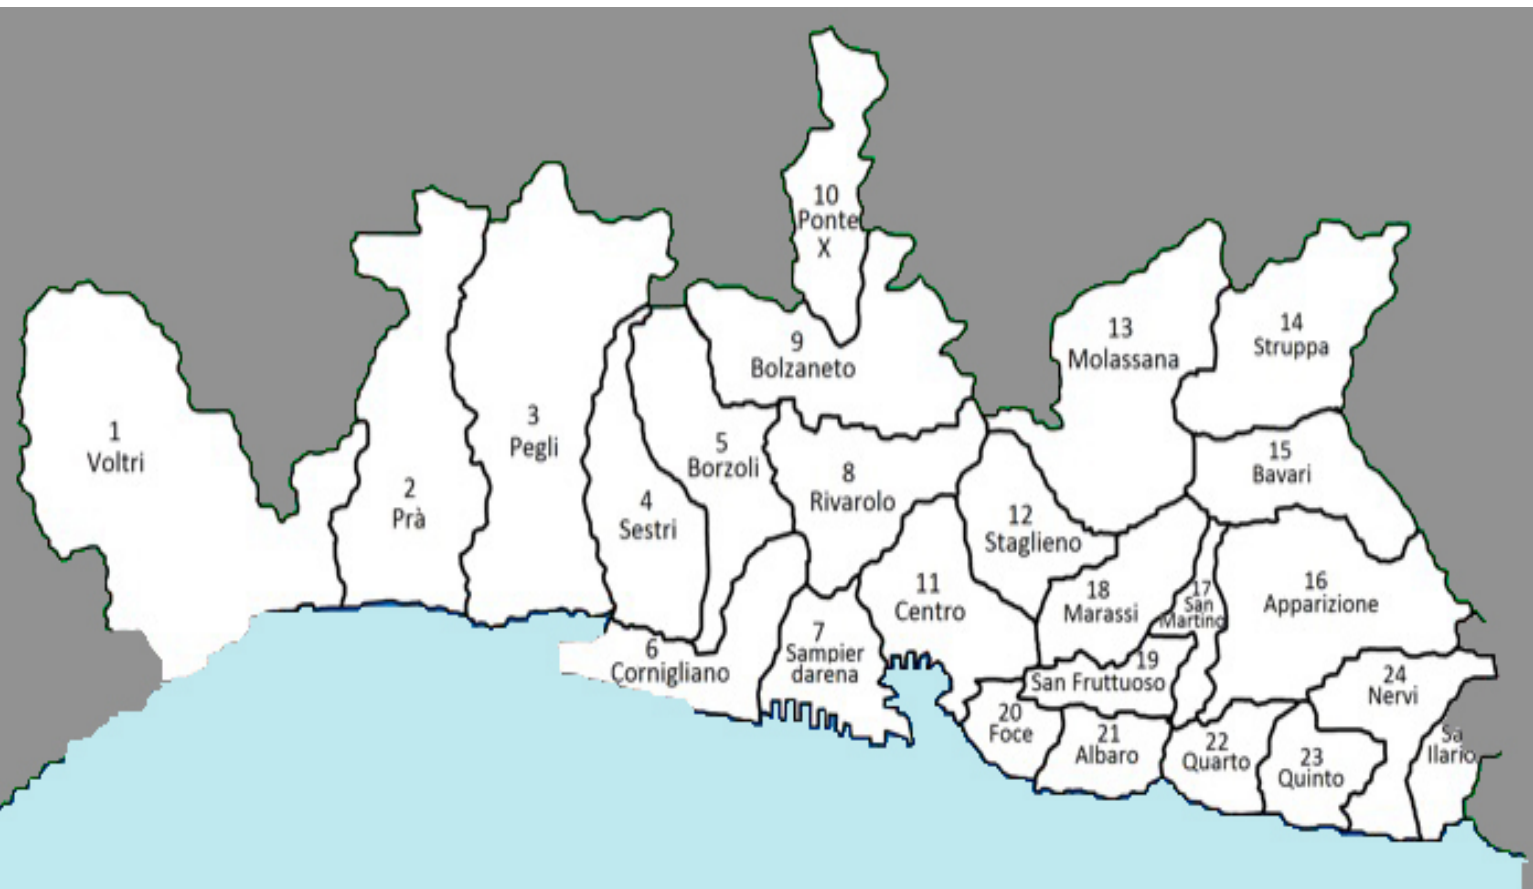 1
Voltri
2
Prà
3
Pegli
4
Sestri
5
Borzoli
6
Cornigliano
7
Sampier
darena
8
Rivarolo
9
Bolzaneto
10
Ponte
X
11
Centro
12
Staglieno
13
Molassana
14
Struppa
15
Bavari
16
Apparizione
17
San
Martino
18
Marassi
19
San Fruttuoso
20
Foce
21
Albaro
22
Quarto
23
Quinto
24
Nervi
Sa
Ilario